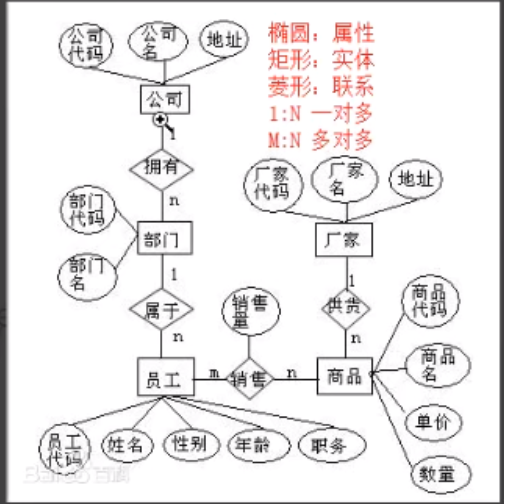 公司
代码
公司
名
地址
椭圆：属性
矩形：实体
菱形：联系
1:N 一对多
M:N 多对多
公司
1
拥有
n
厂家
代码
厂家
名
地址
部门
代码
部门
名
部门
厂家
1
1
属于
n
销售
量
供货
n
商品
代码
员工
m
销售
n
商品
商品
名
单价
数量
员工
代码
姓名
性别
年龄
职务
Bai百科